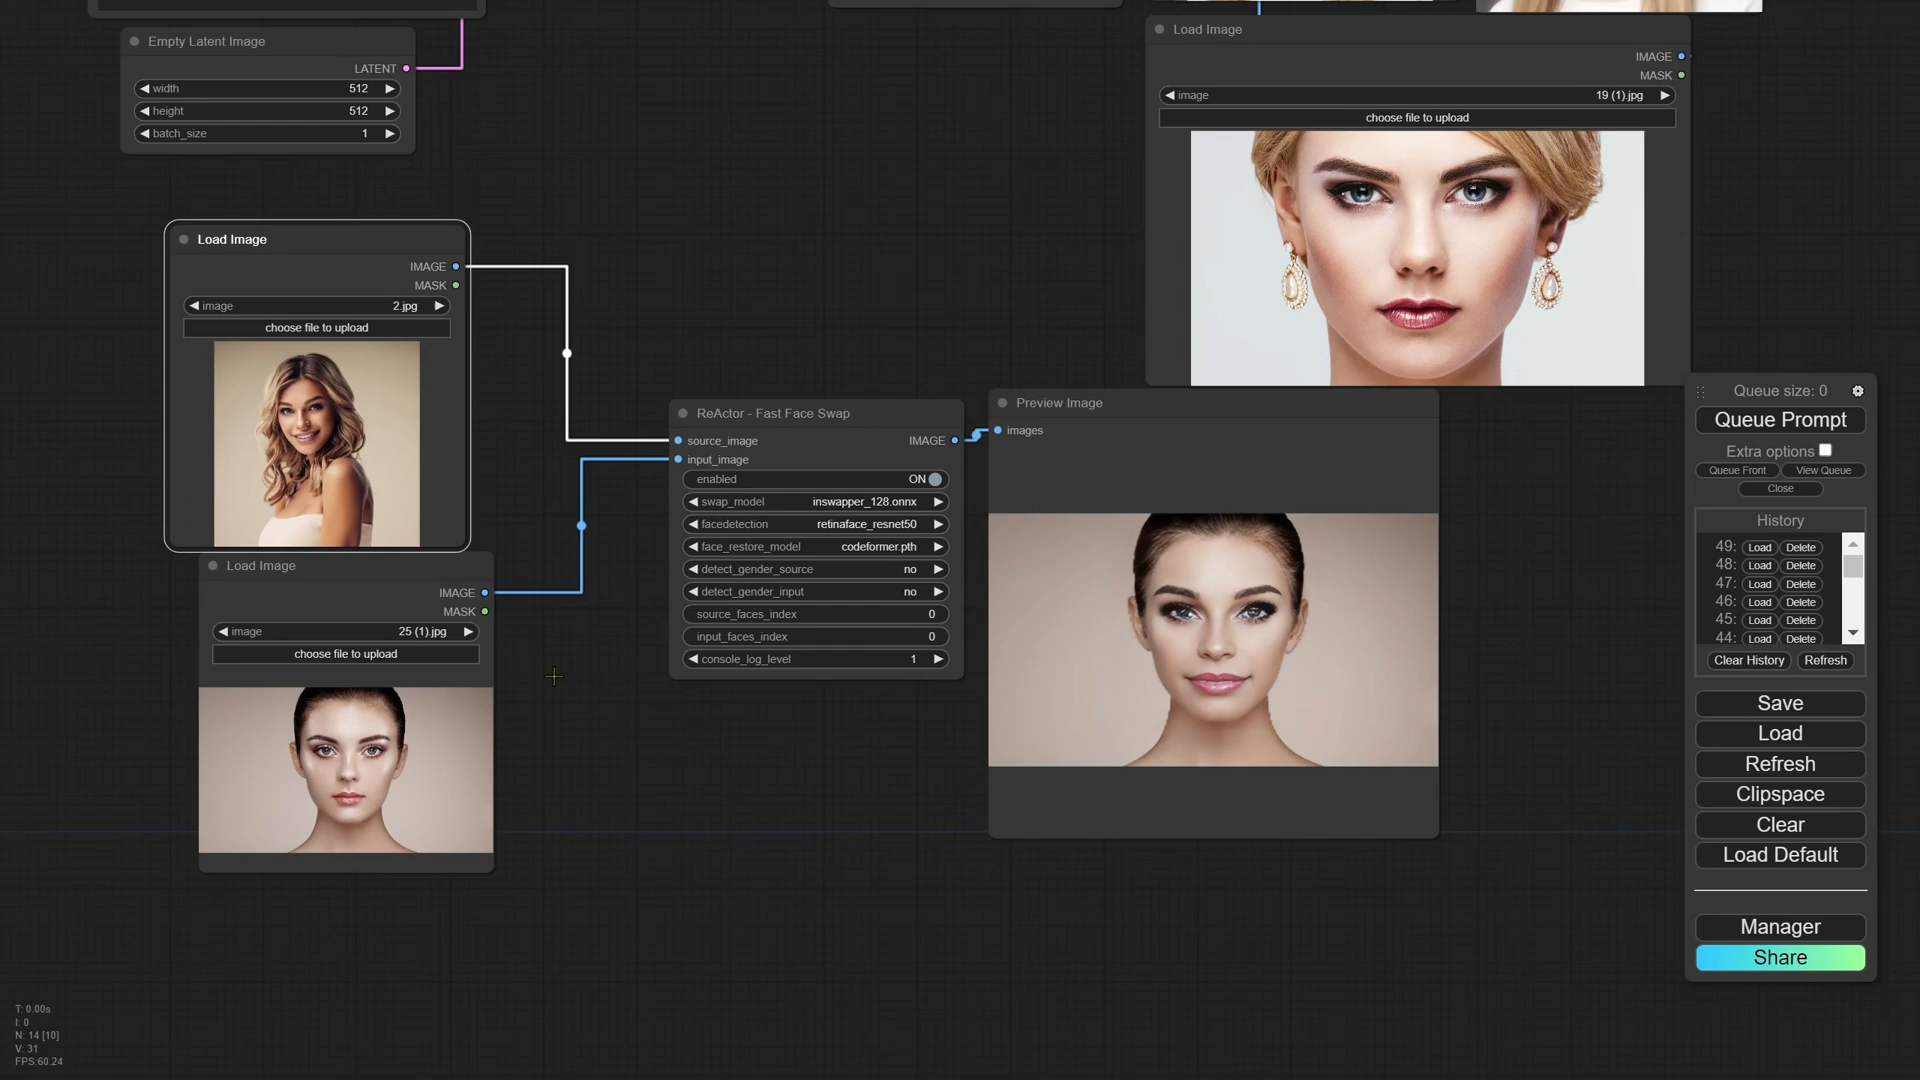 Empty Latent Image
LATENT
width 512
height 512
batch_size 1
Load Image
IMAGE
MASK
image 19 (1).jpg
choose file to upload
Load Image
IMAGE
MASK
image 2.jpg
choose file to upload
Load Image
IMAGE
MASK
image 25 (1).jpg
choose file to upload
ReActor - Fast Face Swap
source_image IMAGE
input_image
enabled ON
swap_model inswapper_128.onnx
facedetection retinaface_resnet50
face_restore_model codeformer.pth
detect_gender_source no
detect_gender_input no
source_faces_index 0
input_faces_index 0
console_log_level 1
Preview Image
images
Queue size: 0
Queue Prompt
Extra options
Queue Front View Queue
Close
History
49: Load Delete
48: Load Delete
47: Load Delete
46: Load Delete
45: Load Delete
44: Load Delete
Clear History Refresh
Save
Load
Refresh
Clipspace
Clear
Load Default
Manager
Share
T: 0.00s
I: 0
N: 14 [10]
V: 31
FPS:60.24